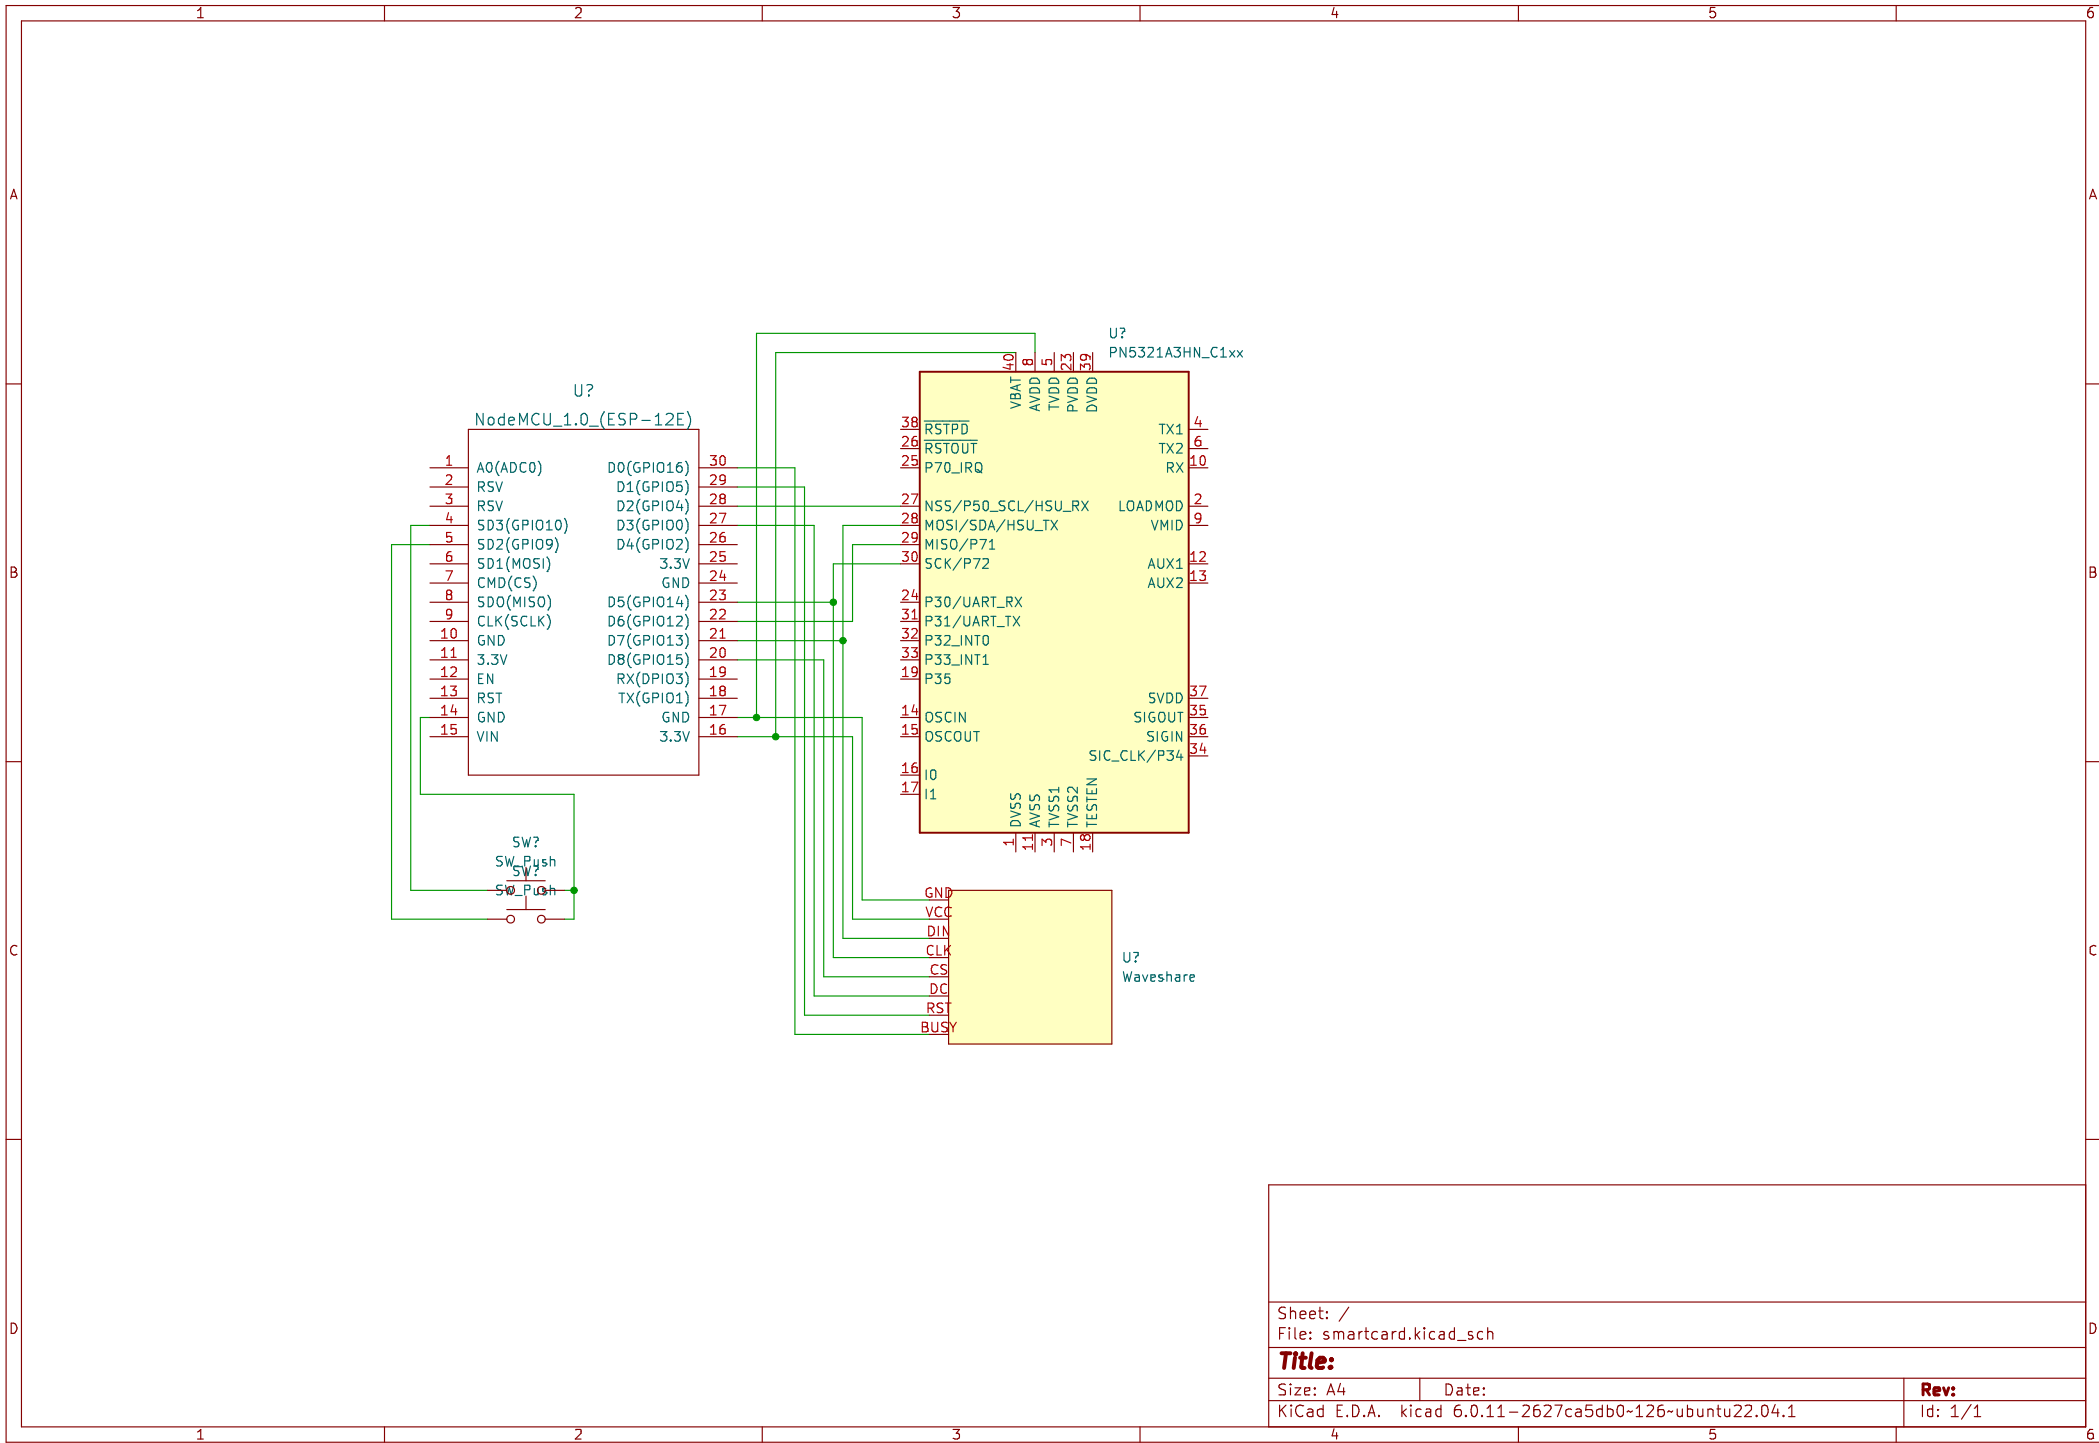 1 2 3 4 5 6
A A
B B
C C
D D
1 2 3 4 5 6
U?
NodeMCU_1.0_(ESP-12E)
1 A0(ADC0)
2 RSV
3 RSV
4 SD3(GPIO10)
5 SD2(GPIO9)
6 SD1(MOSI)
7 CMD(CS)
8 SDO(MISO)
9 CLK(SCLK)
10 GND
11 3.3V
12 EN
13 RST
14 GND
15 VIN
D0(GPIO16) 30
D1(GPIO5) 29
D2(GPIO4) 28
D3(GPIO0) 27
D4(GPIO2) 26
3.3V 25
GND 24
D5(GPIO14) 23
D6(GPIO12) 22
D7(GPIO13) 21
D8(GPIO15) 20
RX(DPIO3) 19
TX(GPIO1) 18
GND 17
3.3V 16
U?
PN5321A3HN_C1xx
40 VBAT
8 AVDD
5 TVDD
23 PVDD
39 DVDD
38 RSTPD
26 RSTOUT
25 P70_IRQ
27 NSS/P50_SCL/HSU_RX
28 MOSI/SDA/HSU_TX
29 MISO/P71
30 SCK/P72
24 P30/UART_RX
31 P31/UART_TX
32 P32_INT0
33 P33_INT1
19 P35
14 OSCIN
15 OSCOUT
16 I0
17 I1
TX1 4
TX2 6
RX 10
LOADMOD 2
VMID 9
AUX1 12
AUX2 13
SVDD 37
SIGOUT 35
SIGIN 36
SIC_CLK/P34 34
1 DVSS
11 AVSS
3 TVSS1
7 TVSS2
18 TESTEN
SW?
SW_Push
SW?
SW_Push
GND
VCC
DIN
CLK
CS
DC
RST
BUSY
U?
Waveshare
Sheet: /
File: smartcard.kicad_sch
Title:
Size: A4 Date: Rev:
KiCad E.D.A. kicad 6.0.11-2627ca5db0~126~ubuntu22.04.1 Id: 1/1